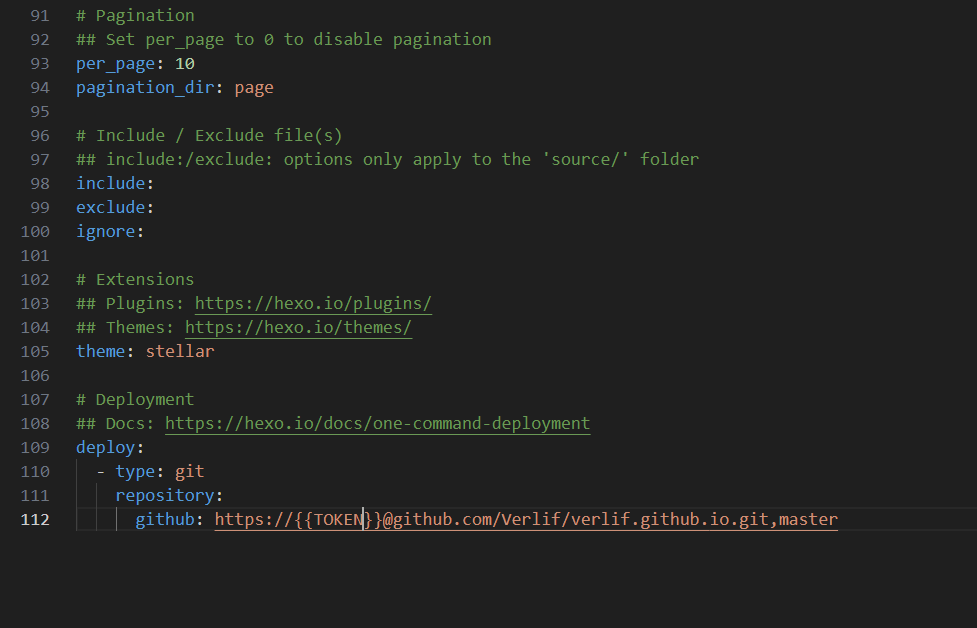 91 # Pagination
92 ## Set per_page to 0 to disable pagination
93 per_page: 10
94 pagination_dir: page
95
96 # Include / Exclude file(s)
97 ## include:/exclude: options only apply to the 'source/' folder
98 include:
99 exclude:
100 ignore:
101
102 # Extensions
103 ## Plugins: https://hexo.io/plugins/
104 ## Themes: https://hexo.io/themes/
105 theme: stellar
106
107 # Deployment
108 ## Docs: https://hexo.io/docs/one-command-deployment
109 deploy:
110 - type: git
111 repository:
112 github: https://{{TOKEN}}@github.com/Verlif/verlif.github.io.git,master